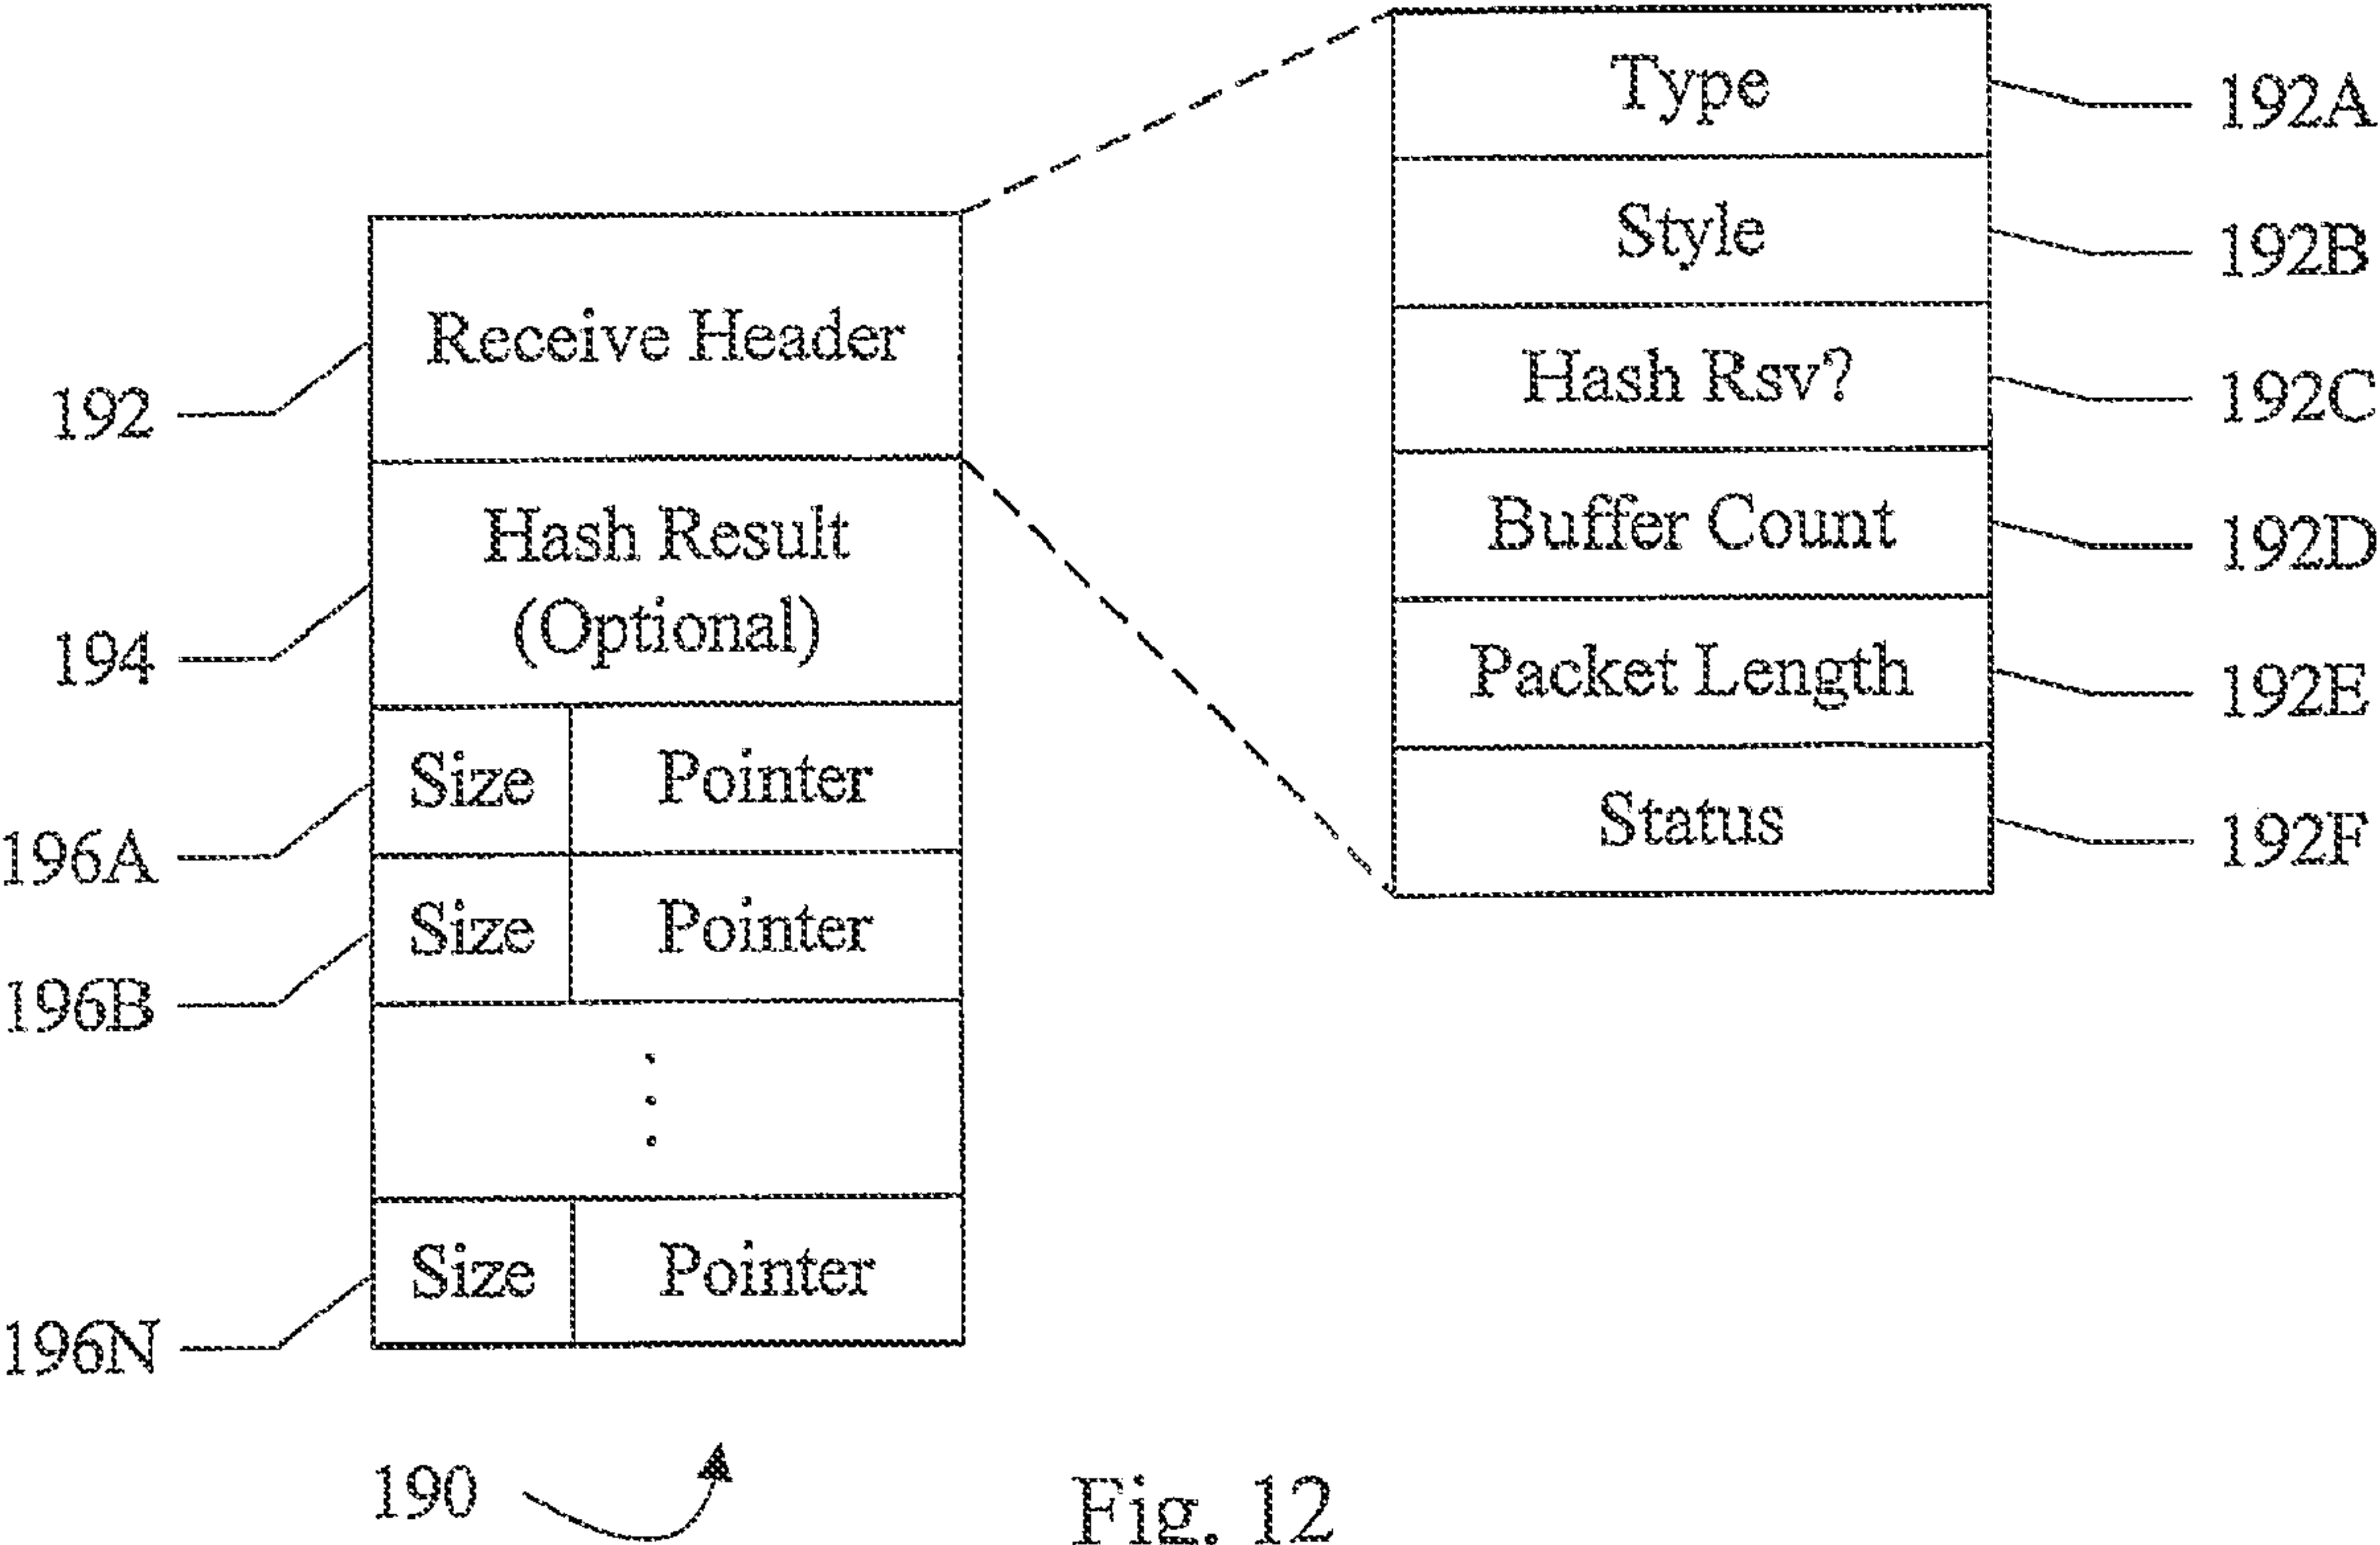 Type
192A
Style
192B
Receive Header
192
Hash Rsv?
192C
Hash Result
(Optional)
194
Buffer Count
192D
Packet Length
192E
Size Pointer
196A
Status
192F
Size Pointer
196B
Size Pointer
196N
190
Fig. 12